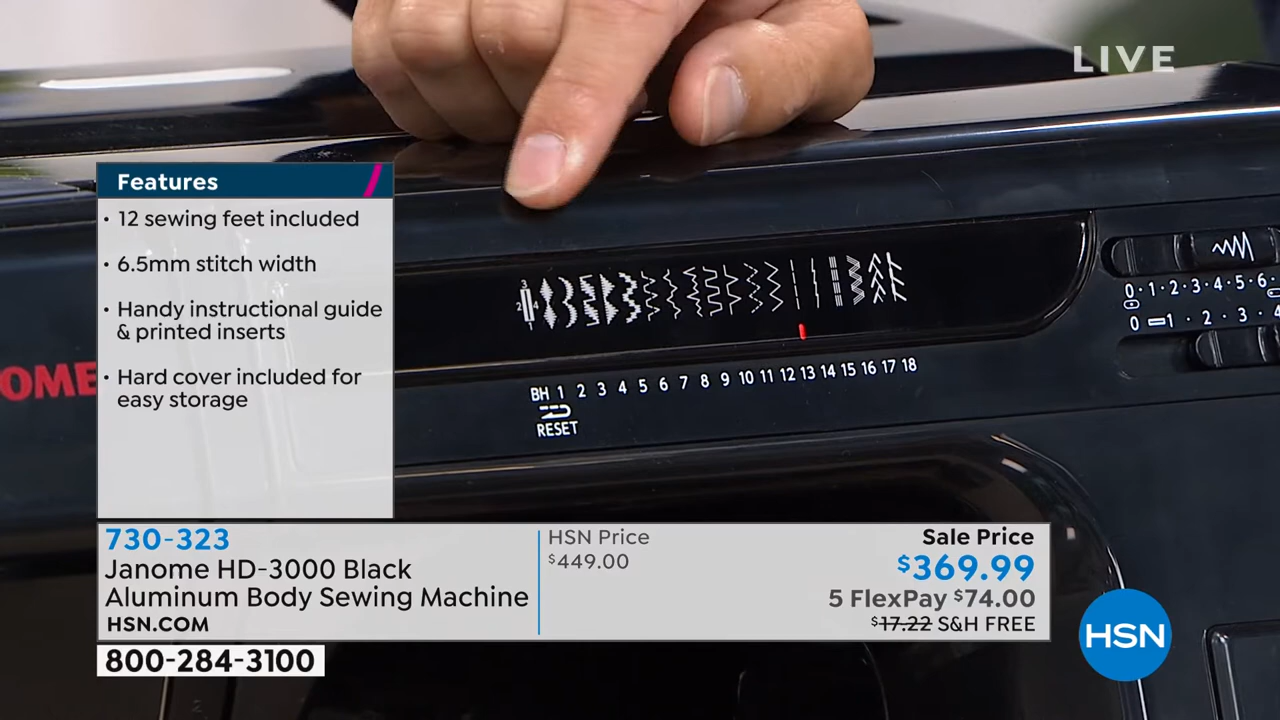 LIVE
Features
• 12 sewing feet included
• 6.5mm stitch width
• Handy instructional guide
& printed inserts
• Hard cover included for
easy storage
OME
3
2 4
1
BH 1 2 3 4 5 6 7 8 9 10 11 12 13 14 15 16 17 18
RESET
0·1·2·3·4·5·6·
0 1 · 2 · 3 · 4
730-323
Janome HD-3000 Black
Aluminum Body Sewing Machine
HSN.COM
HSN Price
$449.00
Sale Price
$369.99
5 FlexPay $74.00
$17.22 S&H FREE
800-284-3100
HSN